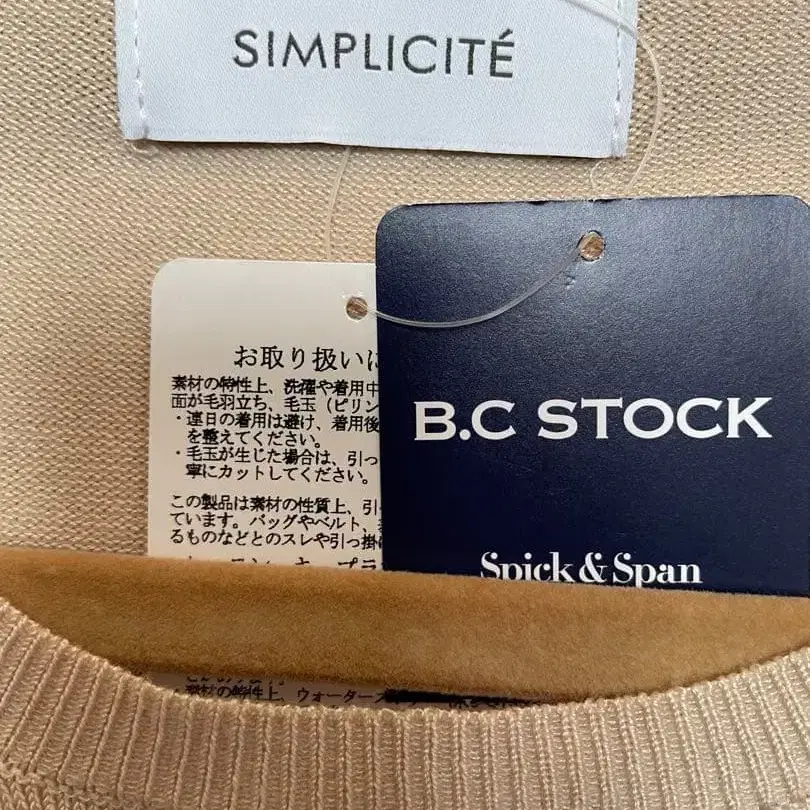 SIMPLICITÉ
お取り扱いに
素材の特性上、洗濯や着用中
面が毛羽立ち、毛玉（ピリン
・連日の着用は避け、着用後
を整えてください。
・毛玉が生じた場合は、引っ
寧にカットしてください。
この製品は素材の性質上、引
ています。バッグやベルト、
るものなどとのスレや引っ掛
B.C STOCK
Spick & Span
・素材の特性上、ウォーター